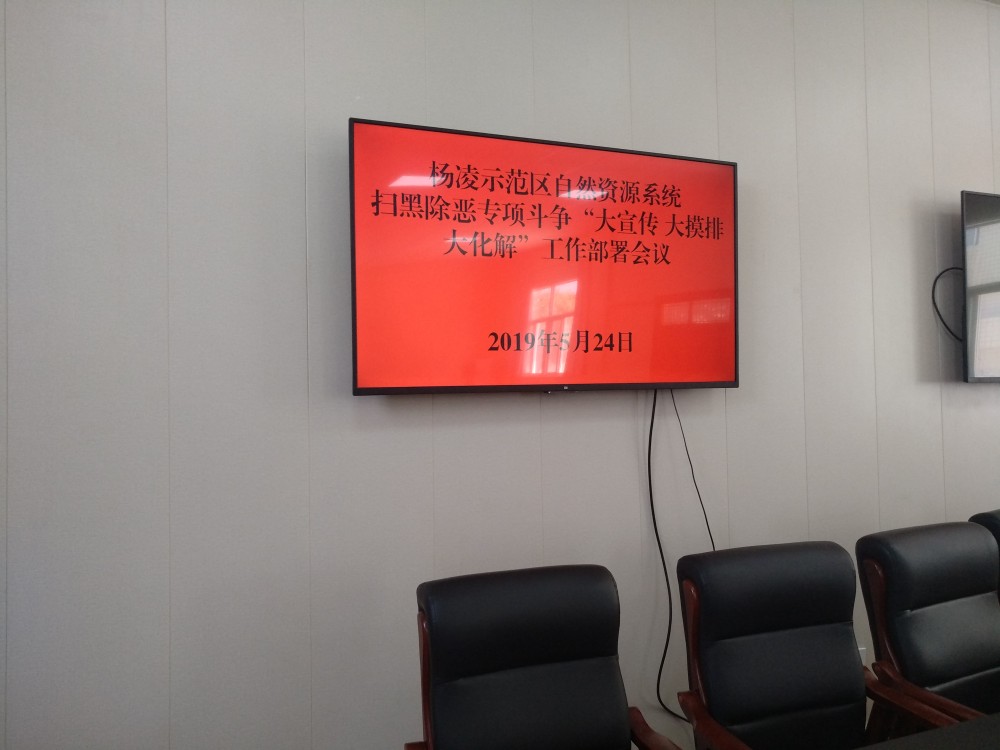 杨凌示范区自然资源系统
扫黑除恶专项斗争“大宣传 大摸排
大化解”工作部署会议
2019年5月24日